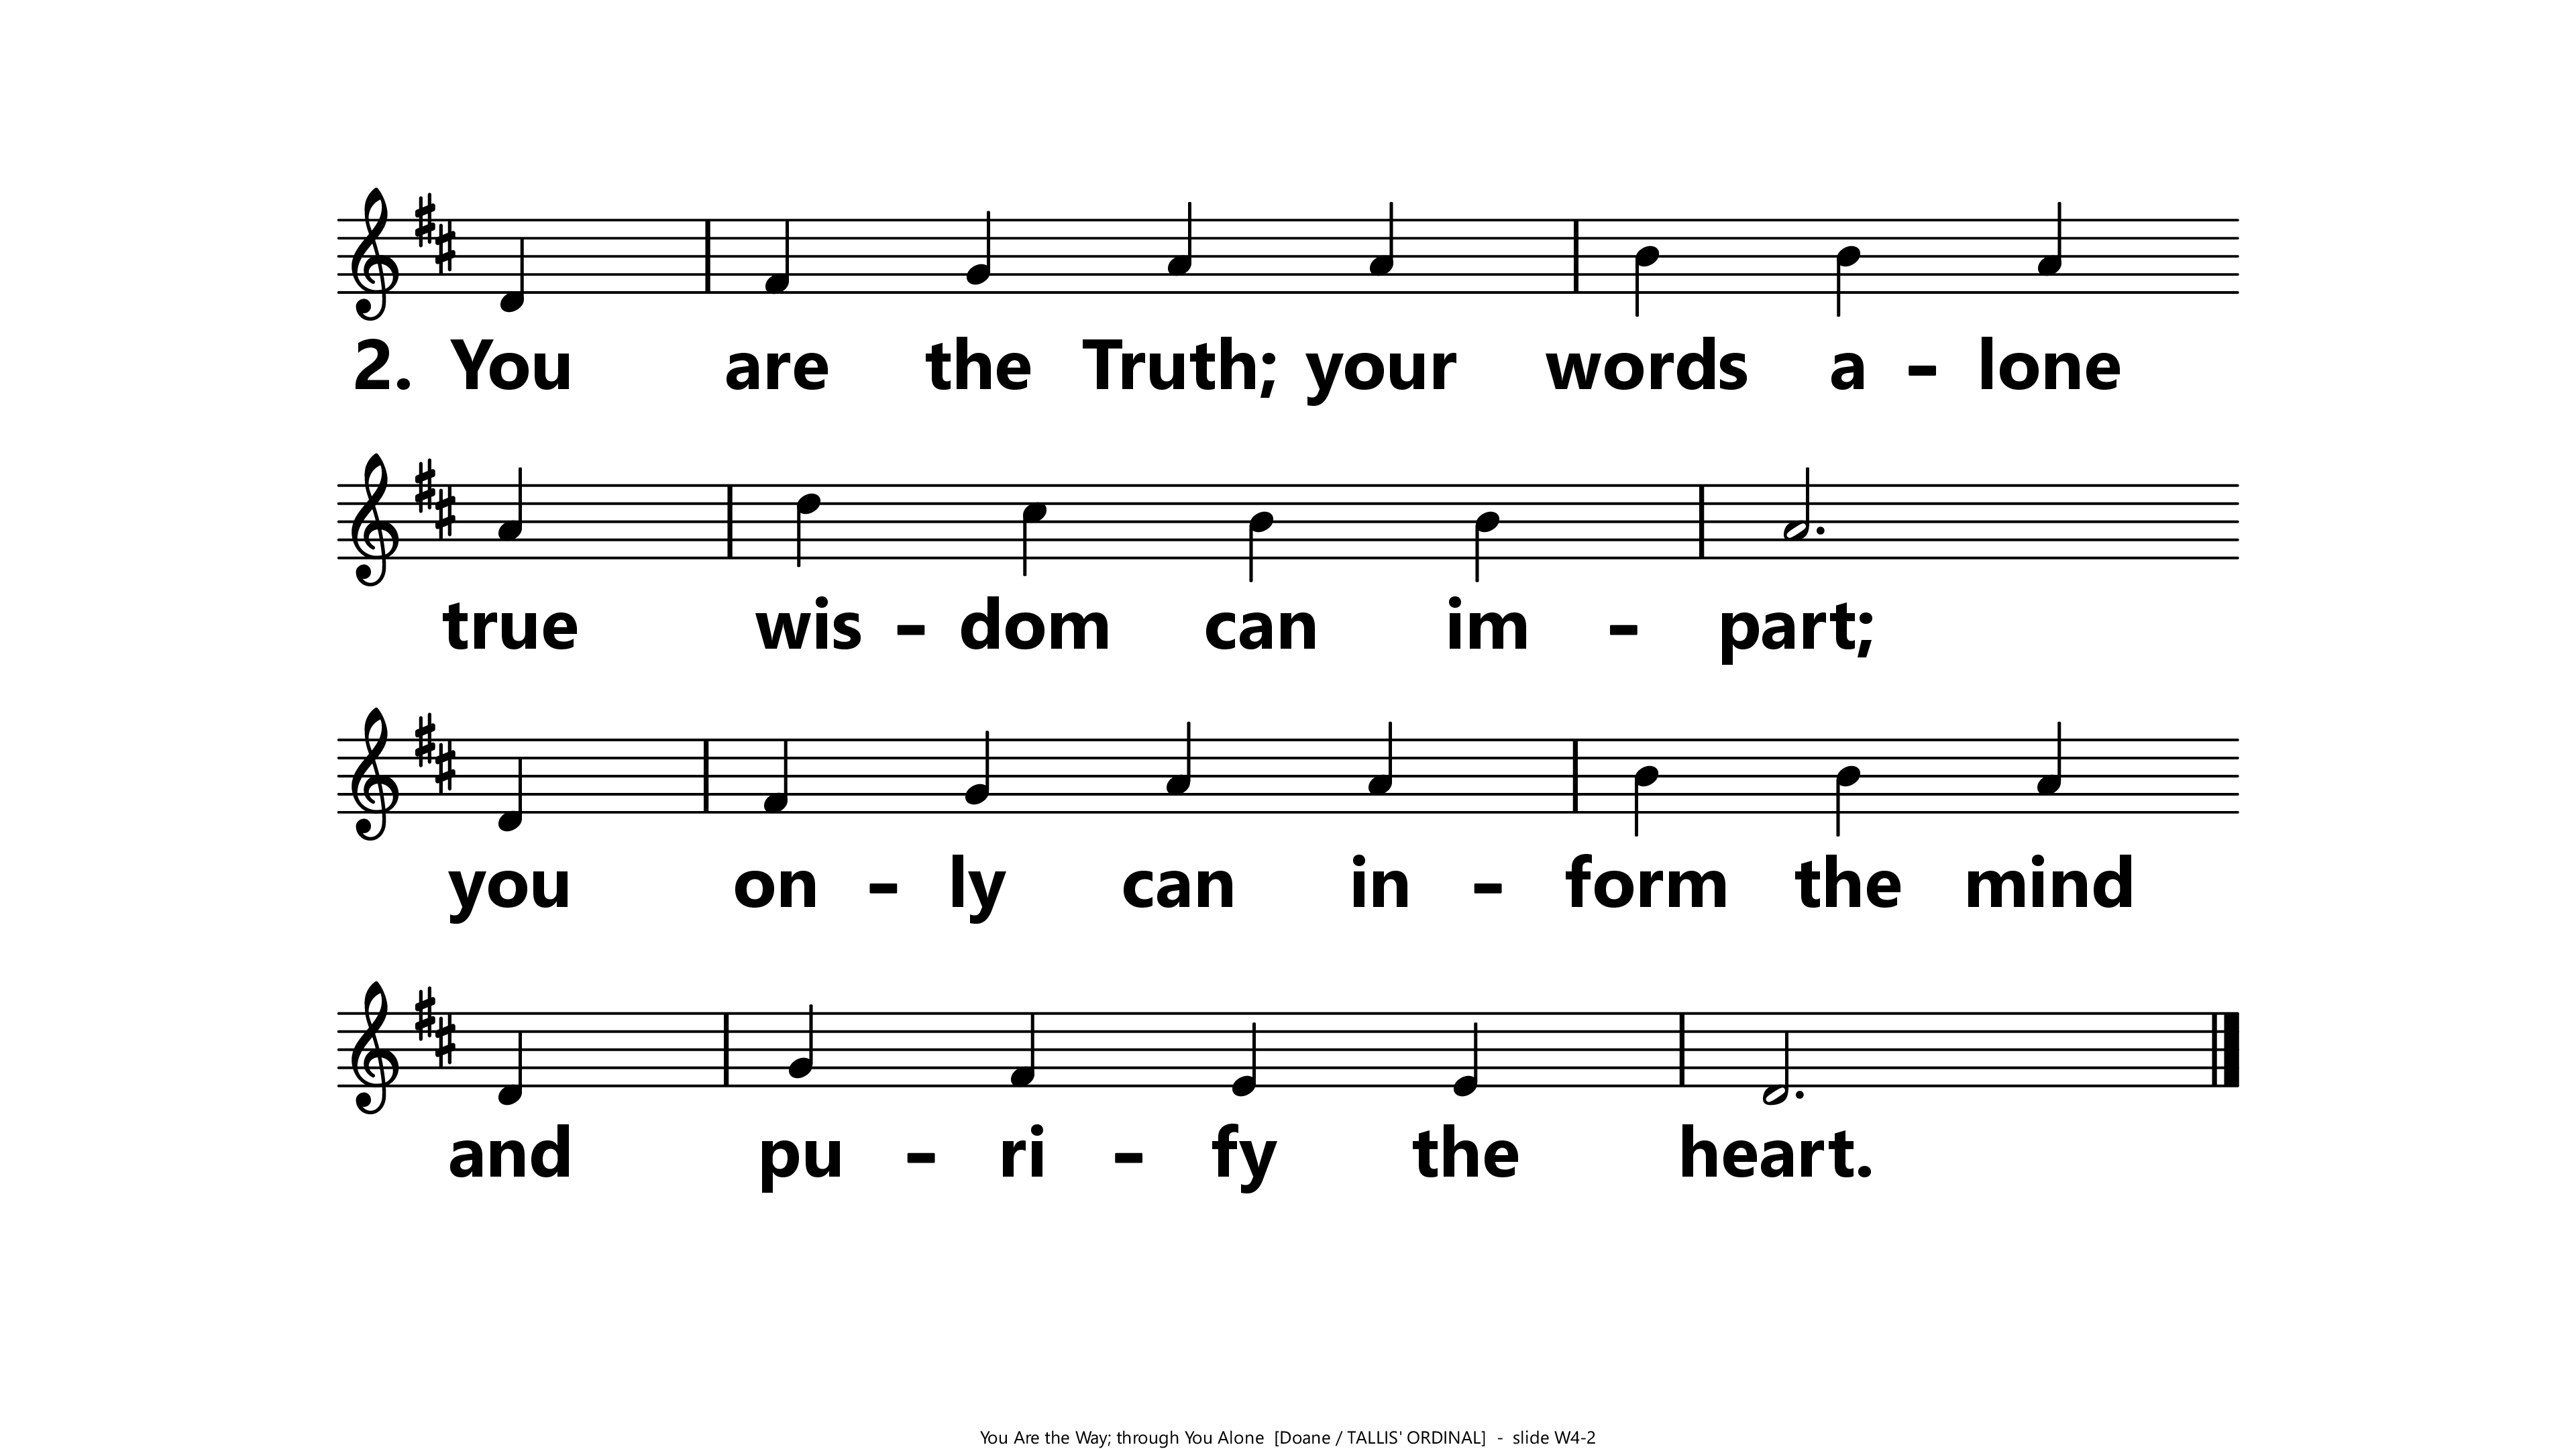 2. You are the Truth; your words a - lone
true wis - dom can im - part;
you on - ly can in - form the mind
and pu - ri - fy the heart.
You Are the Way; through You Alone [Doane / TALLIS' ORDINAL] - slide W4-2